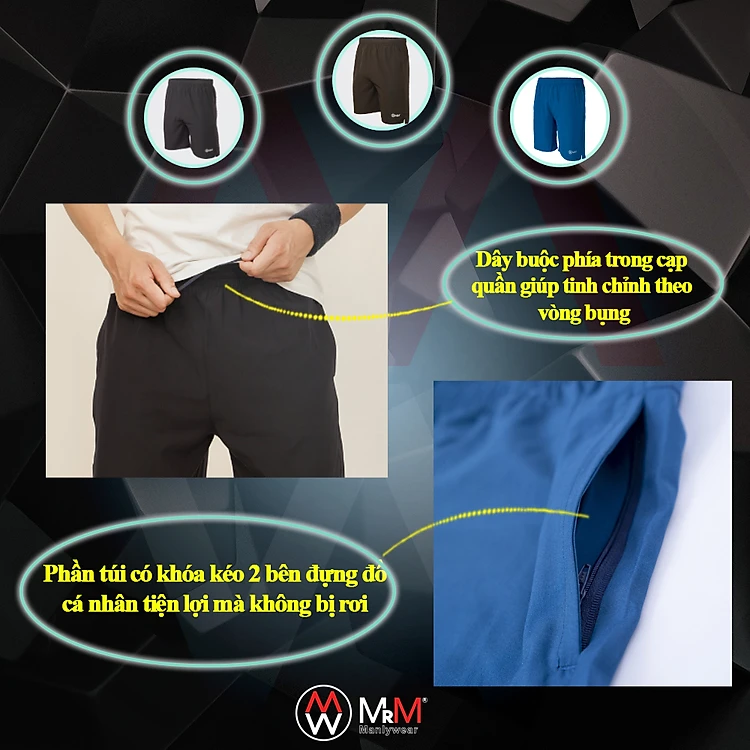 Dây buộc phía trong cạp
quần giúp tinh chỉnh theo
vòng bụng
Phần túi có khóa kéo 2 bên đựng đồ
cá nhân tiện lợi mà không bị rơi
MRM®
Manlywear